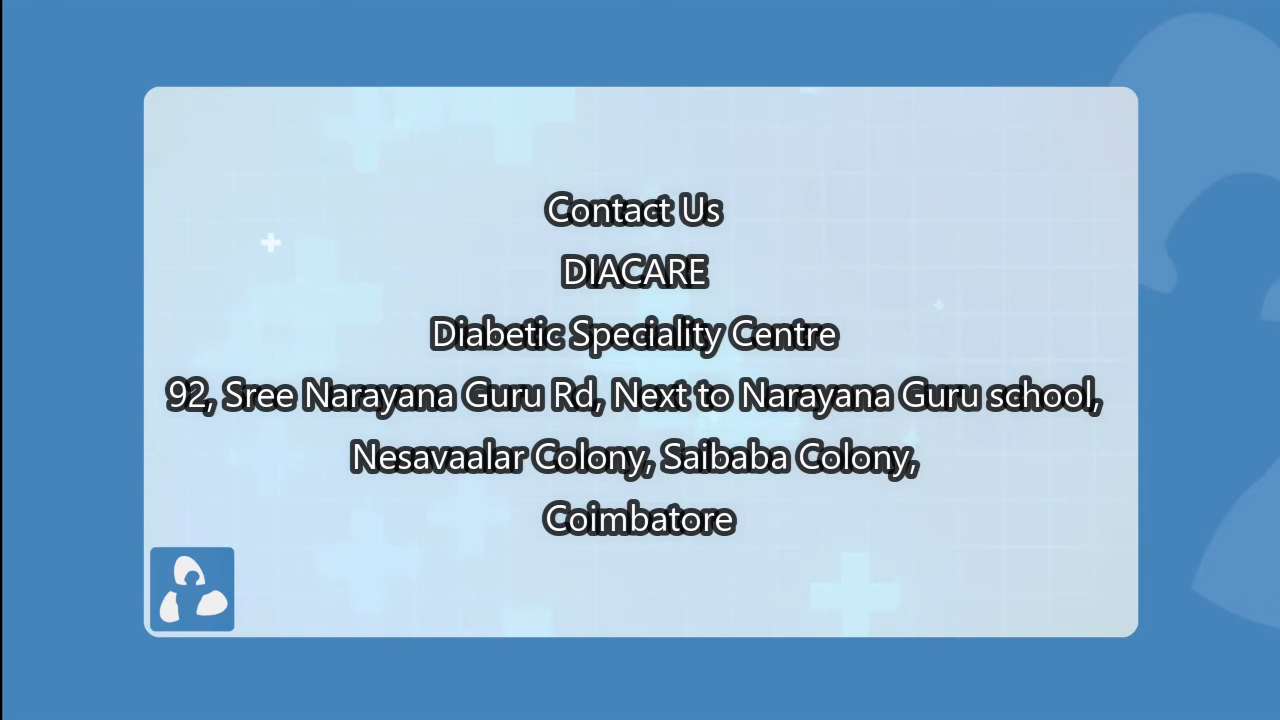 Contact Us
DIACARE
Diabetic Speciality Centre
92, Sree Narayana Guru Rd, Next to Narayana Guru school,
Nesavaalar Colony, Saibaba Colony,
Coimbatore